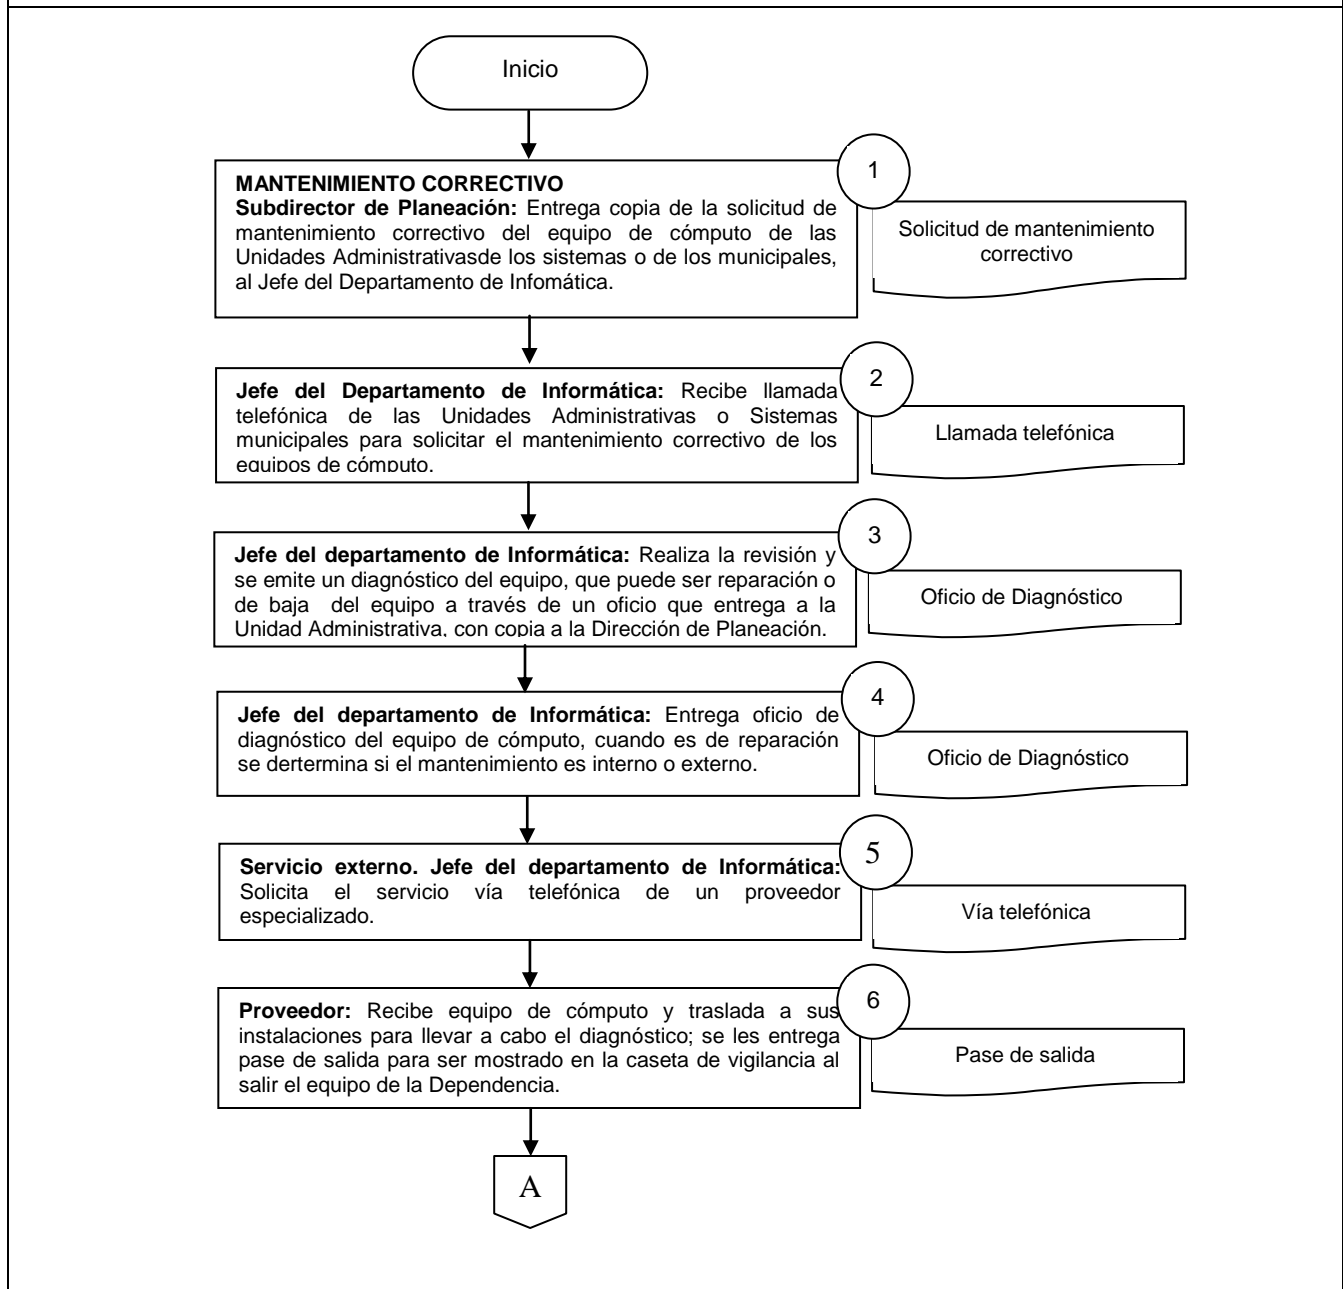 Inicio
1
MANTENIMIENTO CORRECTIVO
Subdirector de Planeación: Entrega copia de la solicitud de
mantenimiento correctivo del equipo de cómputo de las
Unidades Administrativasde los sistemas o de los municipales,
al Jefe del Departamento de Infomática.
Solicitud de mantenimiento
correctivo
2
Jefe del Departamento de Informática: Recibe llamada
telefónica de las Unidades Administrativas o Sistemas
municipales para solicitar el mantenimiento correctivo de los
equipos de cómputo.
Llamada telefónica
3
Jefe del departamento de Informática: Realiza la revisión y
se emite un diagnóstico del equipo, que puede ser reparación o
de baja del equipo a través de un oficio que entrega a la
Unidad Administrativa, con copia a la Dirección de Planeación.
Oficio de Diagnóstico
4
Jefe del departamento de Informática: Entrega oficio de
diagnóstico del equipo de cómputo, cuando es de reparación
se dertermina si el mantenimiento es interno o externo.
Oficio de Diagnóstico
5
Servicio externo. Jefe del departamento de Informática:
Solicita el servicio vía telefónica de un proveedor
especializado.
Vía telefónica
6
Proveedor: Recibe equipo de cómputo y traslada a sus
instalaciones para llevar a cabo el diagnóstico; se les entrega
pase de salida para ser mostrado en la caseta de vigilancia al
salir el equipo de la Dependencia.
Pase de salida
A